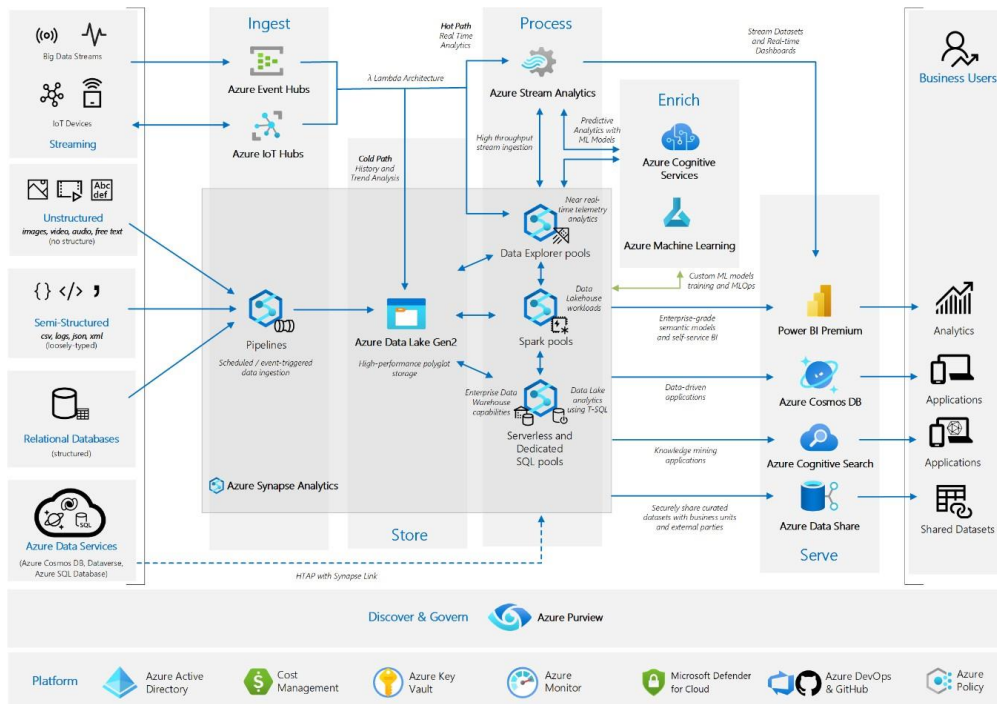 Ingest
Process
Hot Path
Real Time
Analytics
Stream Datasets
and Real-time
Dashboards
Big Data Streams
IoT Devices
Streaming
Azure Event Hubs
Azure IoT Hubs
λ Lambda Architecture
Azure Stream Analytics
Business Users
Enrich
High throughput
stream ingestion
Predictive
Analytics with
ML Models
Azure Cognitive
Services
Azure Machine Learning
Cold Path
History and
Trend Analysis
Abc
def
Unstructured
images, video, audio, free text
(no structure)
Near real-
time telemetry
analytics
Data Explorer pools
Custom ML models
training and MLOps
{ } </> ,
Semi-Structured
csv, logs, json, xml
(loosely-typed)
Pipelines
Scheduled / event-triggered
data ingestion
Azure Data Lake Gen2
High-performance polyglot
storage
Data
Lakehouse
workloads
Spark pools
Enterprise-grade
semantic models
and self-service BI
Power BI Premium
Analytics
Relational Databases
(structured)
Enterprise Data
Warehouse
capabilities
Data Lake
analytics
using T-SQL
Serverless and
Dedicated
SQL pools
Data-driven
applications
Azure Cosmos DB
Applications
Knowledge mining
applications
Azure Cognitive Search
Applications
Azure Synapse Analytics
Securely share curated
datasets with business units
and external parties
Azure Data Share
Shared Datasets
SQL
Azure Data Services
(Azure Cosmos DB, Dataverse,
Azure SQL Database)
Store
Serve
HTAP with Synapse Link
Discover & Govern
Azure Purview
Platform
Azure Active
Directory
Cost
Management
Azure Key
Vault
Azure
Monitor
Microsoft Defender
for Cloud
Azure DevOps
& GitHub
Azure
Policy